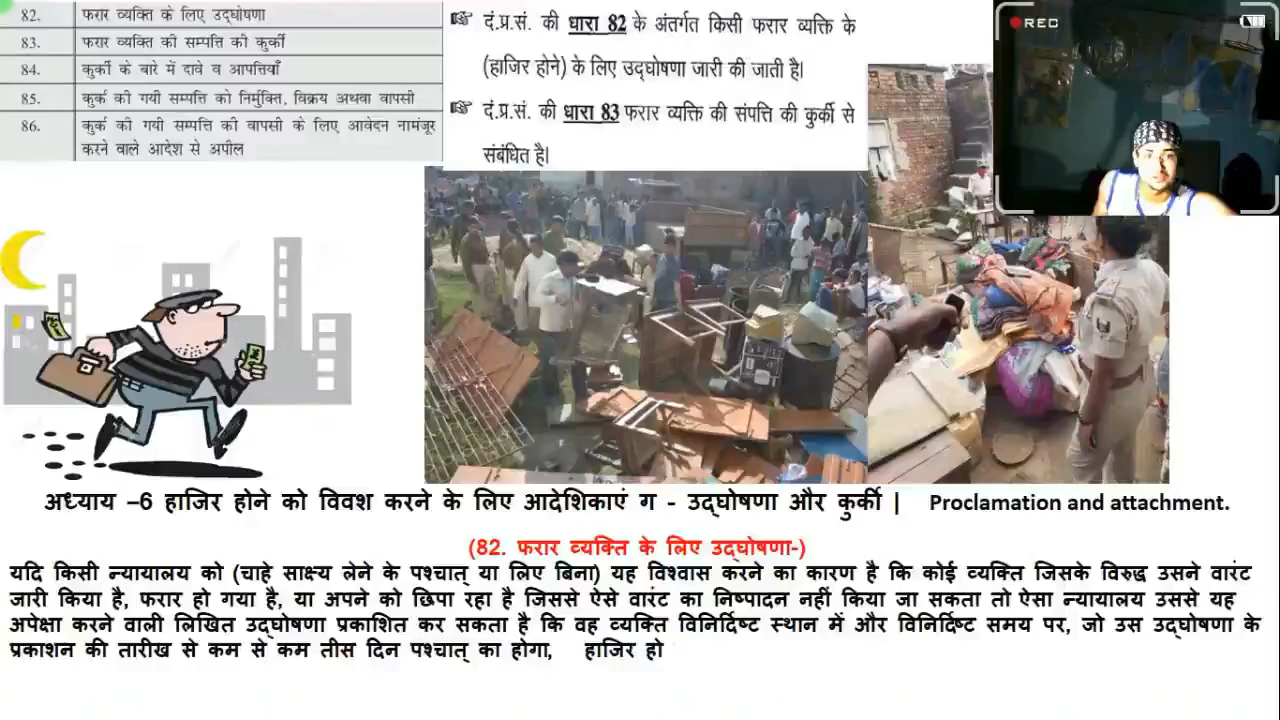 82. फरार व्यक्ति के लिए उद्घोषणा
83. फरार व्यक्ति की सम्पत्ति की कुर्की
84. कुर्की के बारे में दावे व आपत्तियाँ
85. कुर्क की गयी सम्पत्ति को निर्मुक्ति, विक्रय अथवा वापसी
86. कुर्क की गयी सम्पत्ति की वापसी के लिए आवेदन नामंजूर
करने वाले आदेश से अपील
☞ दं.प्र.सं. की धारा 82 के अंतर्गत किसी फरार व्यक्ति के
(हाजिर होने) के लिए उद्घोषणा जारी की जाती है।
☞ दं.प्र.सं. की धारा 83 फरार व्यक्ति की संपत्ति की कुर्की से
संबंधित है।
REC
अध्याय –6 हाजिर होने को विवश करने के लिए आदेशिकाएं ग - उद्घोषणा और कुर्की | Proclamation and attachment.
(82. फरार व्यक्ति के लिए उद्घोषणा-)
यदि किसी न्यायालय को (चाहे साक्ष्य लेने के पश्चात् या लिए बिना) यह विश्वास करने का कारण है कि कोई व्यक्ति जिसके विरुद्ध उसने वारंट
जारी किया है, फरार हो गया है, या अपने को छिपा रहा है जिससे ऐसे वारंट का निष्पादन नहीं किया जा सकता तो ऐसा न्यायालय उससे यह
अपेक्षा करने वाली लिखित उद्घोषणा प्रकाशित कर सकता है कि वह व्यक्ति विनिर्दिष्ट स्थान में और विनिर्दिष्ट समय पर, जो उस उद्घोषणा के
प्रकाशन की तारीख से कम से कम तीस दिन पश्चात् का होगा, हाजिर हो